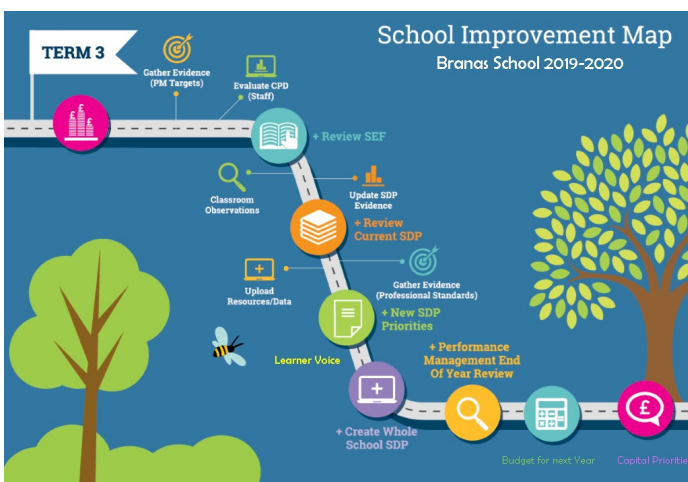 School Improvement Map
Branas School 2019-2020
TERM 3
Gather Evidence
(PM Targets)
Evaluate CPD
(Staff)
+ Review SEF
Classroom
Observations
Update SDP
Evidence
+ Review
Current SDP
Upload
Resources/Data
Gather Evidence
(Professional Standards)
+ New SDP
Priorities
Learner Voice
+ Performance
Management End
Of Year Review
+ Create Whole
School SDP
Budget for next Year
Capital Prioritie